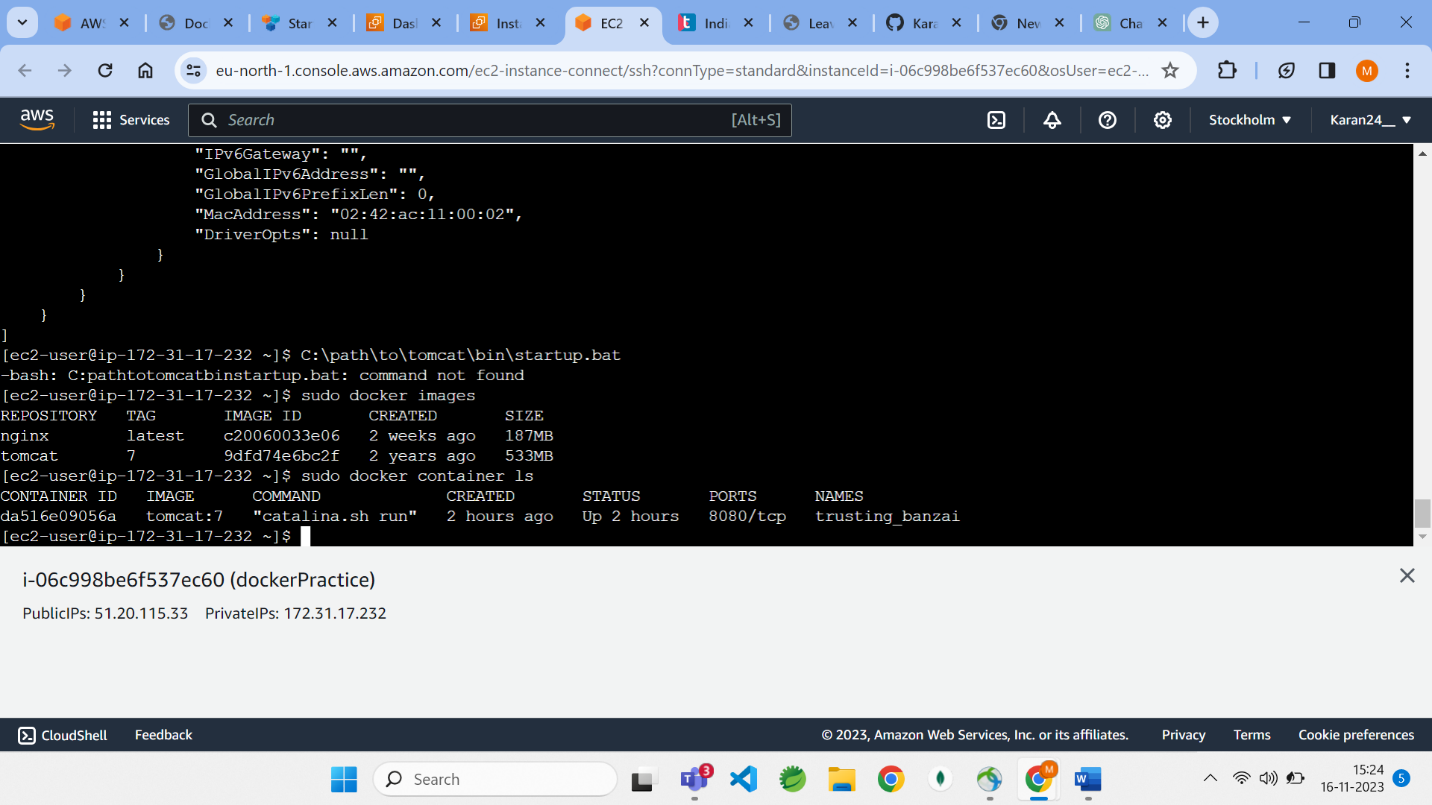 AWS
Doc
Star
Das
Inst
EC2
Indi
Leav
Kara
New
Cha
eu-north-1.console.aws.amazon.com/ec2-instance-connect/ssh?connType=standard&instanceId=i-06c998be6f537ec60&osUser=ec2-...
M
aws
Services
Search
[Alt+S]
Stockholm
Karan24__
"IPv6Gateway": "",
"GlobalIPv6Address": "",
"GlobalIPv6PrefixLen": 0,
"MacAddress": "02:42:ac:11:00:02",
"DriverOpts": null
}
}
}
}
]
[ec2-user@ip-172-31-17-232 ~]$ C:\path\to\tomcat\bin\startup.bat
-bash: C:pathtotomcatbinstartup.bat: command not found
[ec2-user@ip-172-31-17-232 ~]$ sudo docker images
REPOSITORY TAG IMAGE ID CREATED SIZE
nginx latest c20060033e06 2 weeks ago 187MB
tomcat 7 9dfd74e6bc2f 2 years ago 533MB
[ec2-user@ip-172-31-17-232 ~]$ sudo docker container ls
CONTAINER ID IMAGE COMMAND CREATED STATUS PORTS NAMES
da516e09056a tomcat:7 "catalina.sh run" 2 hours ago Up 2 hours 8080/tcp trusting_banzai
[ec2-user@ip-172-31-17-232 ~]$
i-06c998be6f537ec60 (dockerPractice)
PublicIPs: 51.20.115.33 PrivateIPs: 172.31.17.232
CloudShell
Feedback
© 2023, Amazon Web Services, Inc. or its affiliates.
Privacy
Terms
Cookie preferences
Search
3
M
15:24
16-11-2023
5